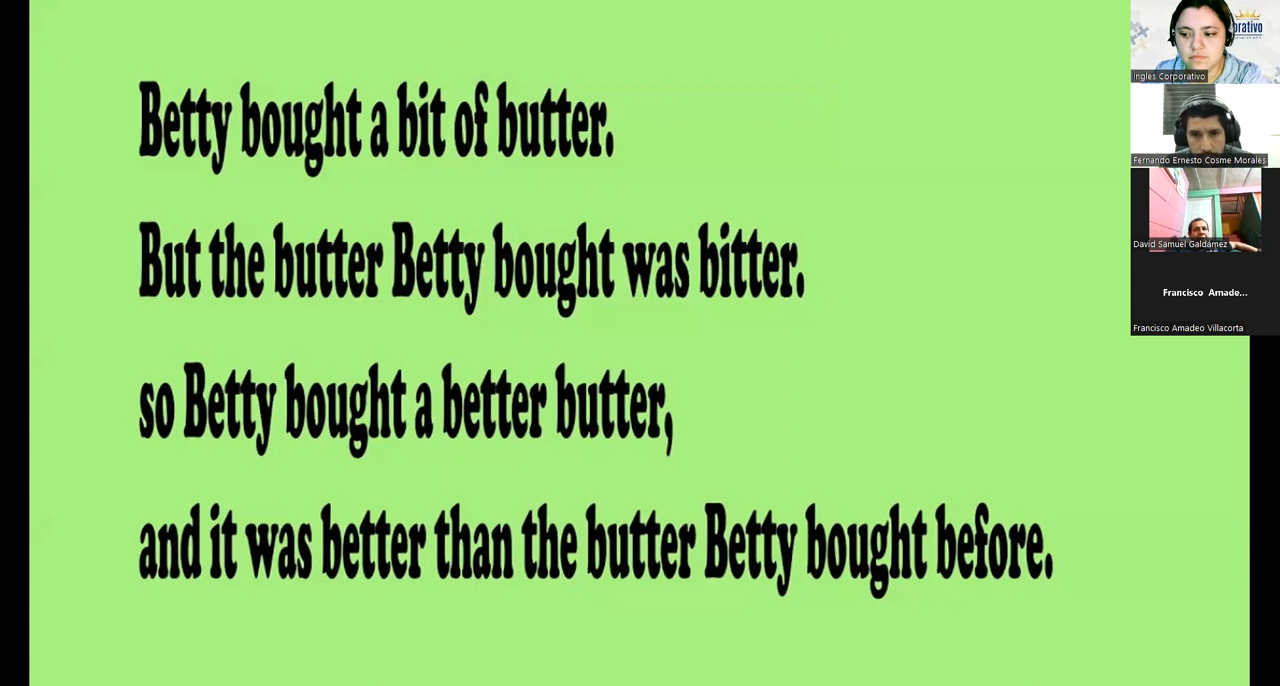 Betty bought a bit of butter.
But the butter Betty bought was bitter.
so Betty bought a better butter,
and it was better than the butter Betty bought before.
Ingles Corporativo
Fernando Ernesto Cosme Morales
David Samuel Galdámez
Francisco Amade...
Francisco Amadeo Villacorta